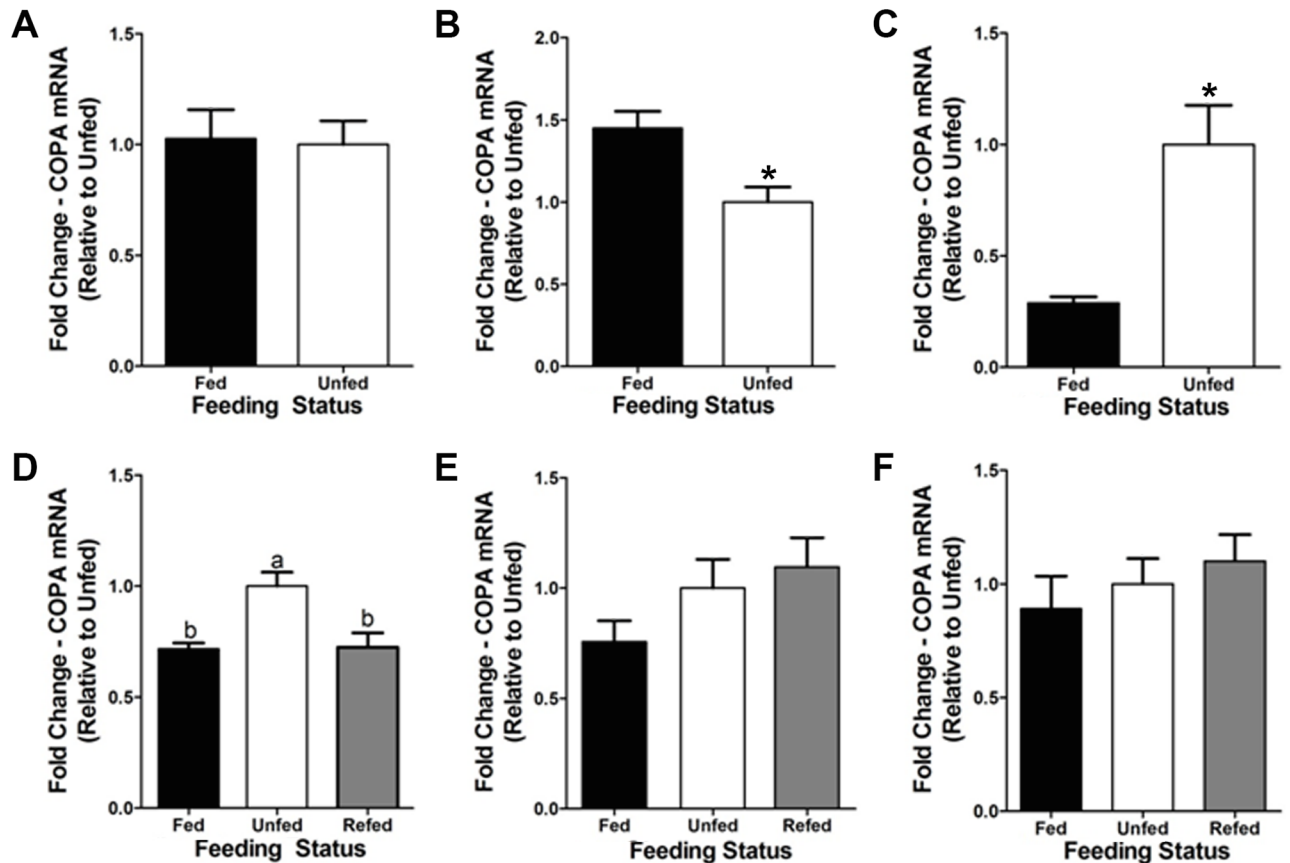 A
Fold Change - COPA mRNA
(Relative to Unfed)
1.5
1.0
0.5
0.0
Fed
Unfed
Feeding Status
B
Fold Change - COPA mRNA
(Relative to Unfed)
2.0
1.5
1.0
0.5
0.0
*
Fed
Unfed
Feeding Status
C
Fold Change - COPA mRNA
(Relative to Unfed)
1.5
1.0
0.5
0.0
*
Fed
Unfed
Feeding Status
D
Fold Change - COPA mRNA
(Relative to Unfed)
1.5
1.0
0.5
0.0
b
a
b
Fed
Unfed
Refed
Feeding Status
E
Fold Change - COPA mRNA
(Relative to Unfed)
1.5
1.0
0.5
0.0
Fed
Unfed
Refed
Feeding Status
F
Fold Change - COPA mRNA
(Relative to Unfed)
1.5
1.0
0.5
0.0
Fed
Unfed
Refed
Feeding Status